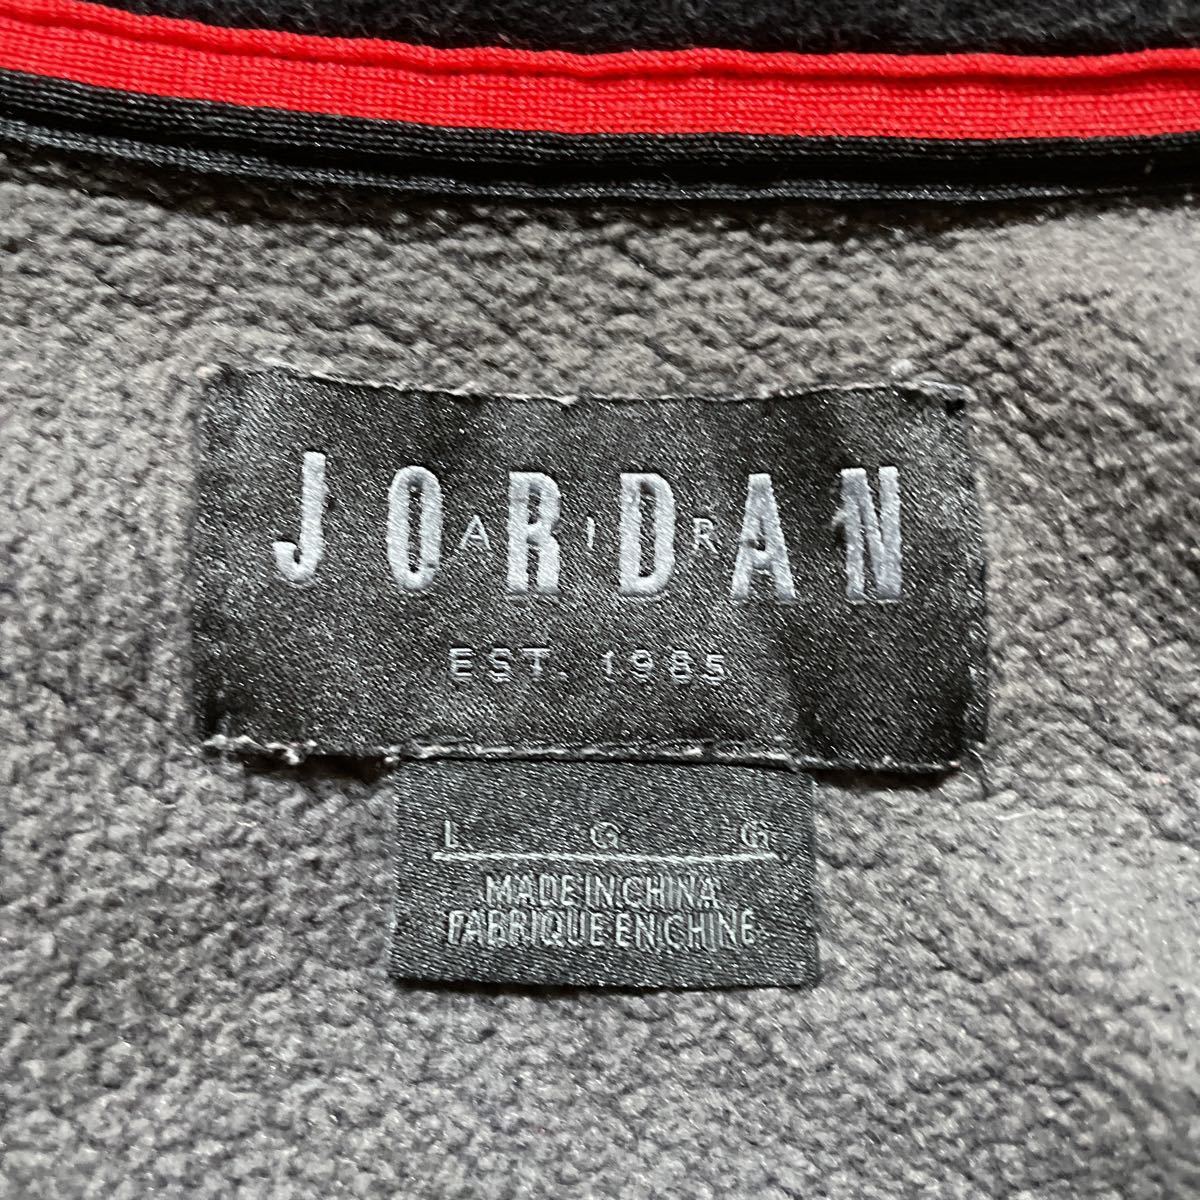 JORDAN
AIR
EST. 1985
L G G
MADE IN CHINA
FABRIQUE EN CHINE